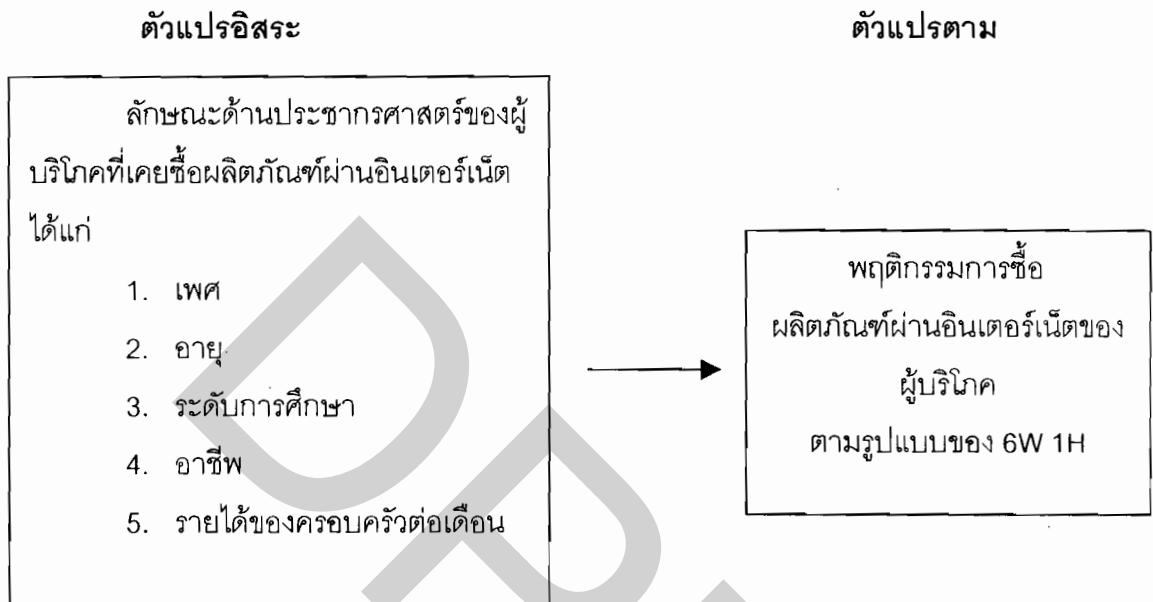 ตัวแปรอิสระ
ตัวแปรตาม
ลักษณะด้านประชากรศาสตร์ของผู้
บริโภคที่เคยซื้อผลิตภัณฑ์ผ่านอินเตอร์เน็ต
ได้แก่
1. เพศ
2. อายุ
3. ระดับการศึกษา
4. อาชีพ
5. รายได้ของครอบครัวต่อเดือน
พฤติกรรมการซื้อ
ผลิตภัณฑ์ผ่านอินเตอร์เน็ตของ
ผู้บริโภค
ตามรูปแบบของ 6W 1H